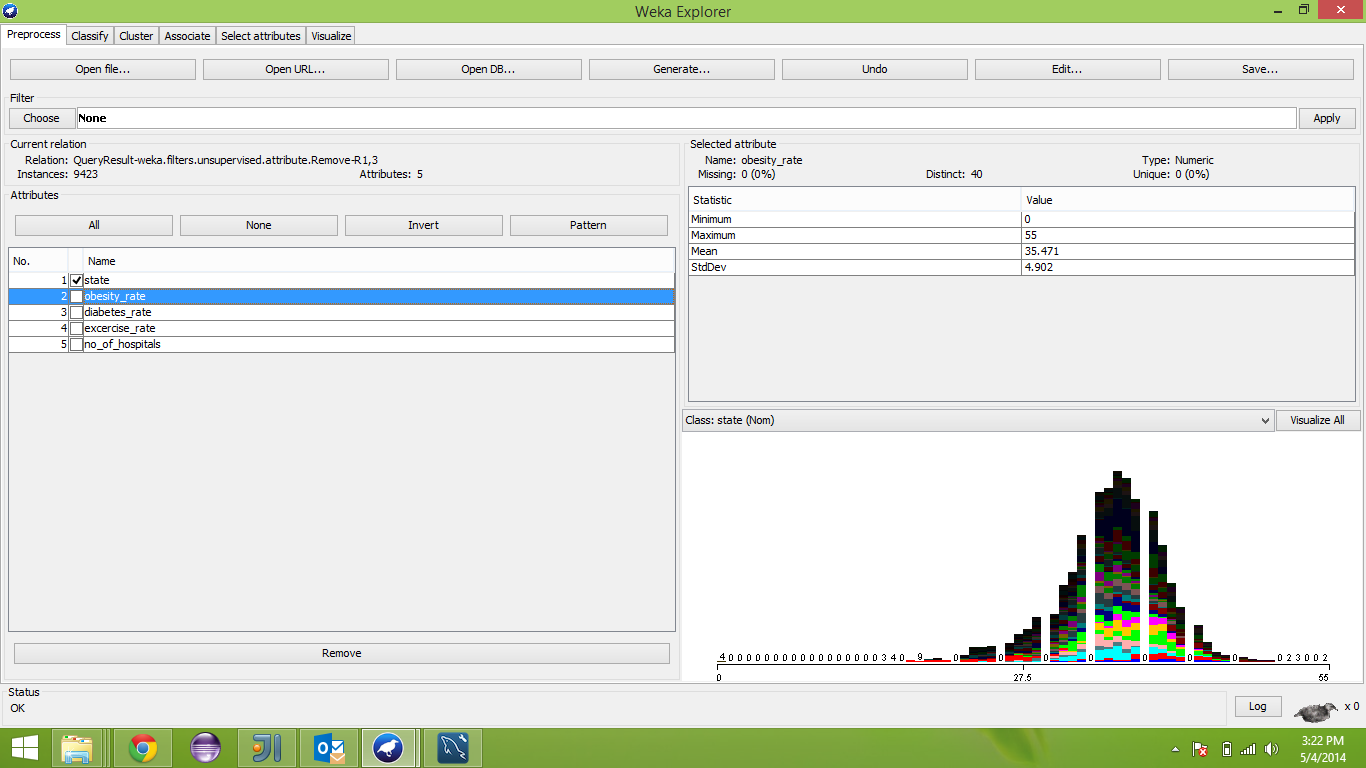 Weka Explorer
Preprocess Classify Cluster Associate Select attributes Visualize
Open file... Open URL... Open DB... Generate... Undo Edit... Save...
Filter
Choose None Apply
Current relation
Relation: QueryResult-weka.filters.unsupervised.attribute.Remove-R1,3
Instances: 9423 Attributes: 5
Attributes
All None Invert Pattern
No. Name
1 state
2 obesity_rate
3 diabetes_rate
4 excercise_rate
5 no_of_hospitals
Remove
Selected attribute
Name: obesity_rate Type: Numeric
Missing: 0 (0%) Distinct: 40 Unique: 0 (0%)
Statistic Value
Minimum 0
Maximum 55
Mean 35.471
StdDev 4.902
Class: state (Nom) Visualize All
4 0 0 0 0 0 0 0 0 0 0 0 0 0 0 0 0 0 3 4 0 9 0 0 0 0 0 0 0 0 2 3 0 0 2
0 27.5 55
Status
OK Log x 0
3:22 PM
5/4/2014